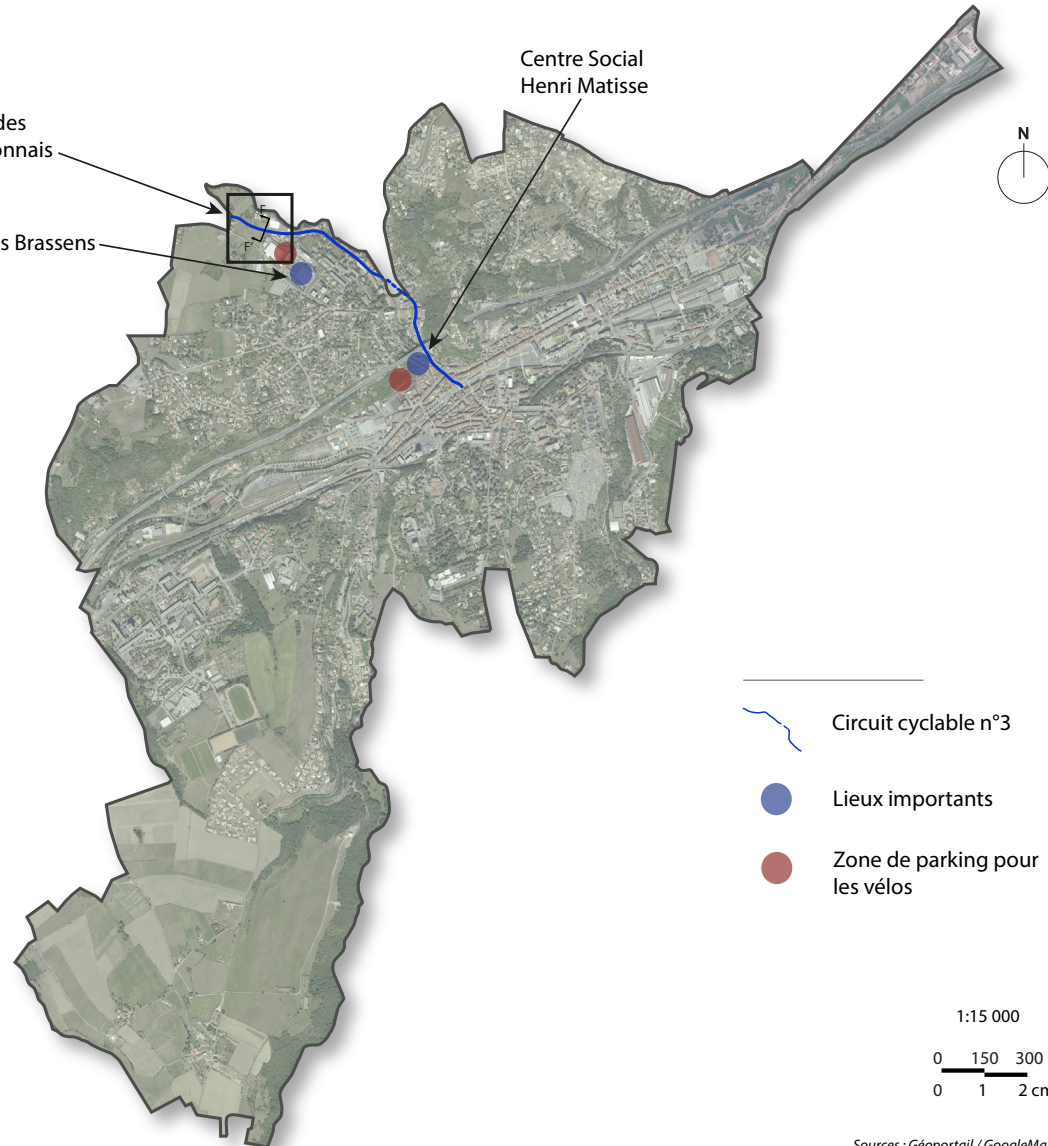 Centre Social
Henri Matisse
des
onnais
s Brassens
F
F'
N
Circuit cyclable n°3
Lieux importants
Zone de parking pour
les vélos
1:15 000
0 150 300
0 1 2 cm
Sources : Géoportail / GoogleMa